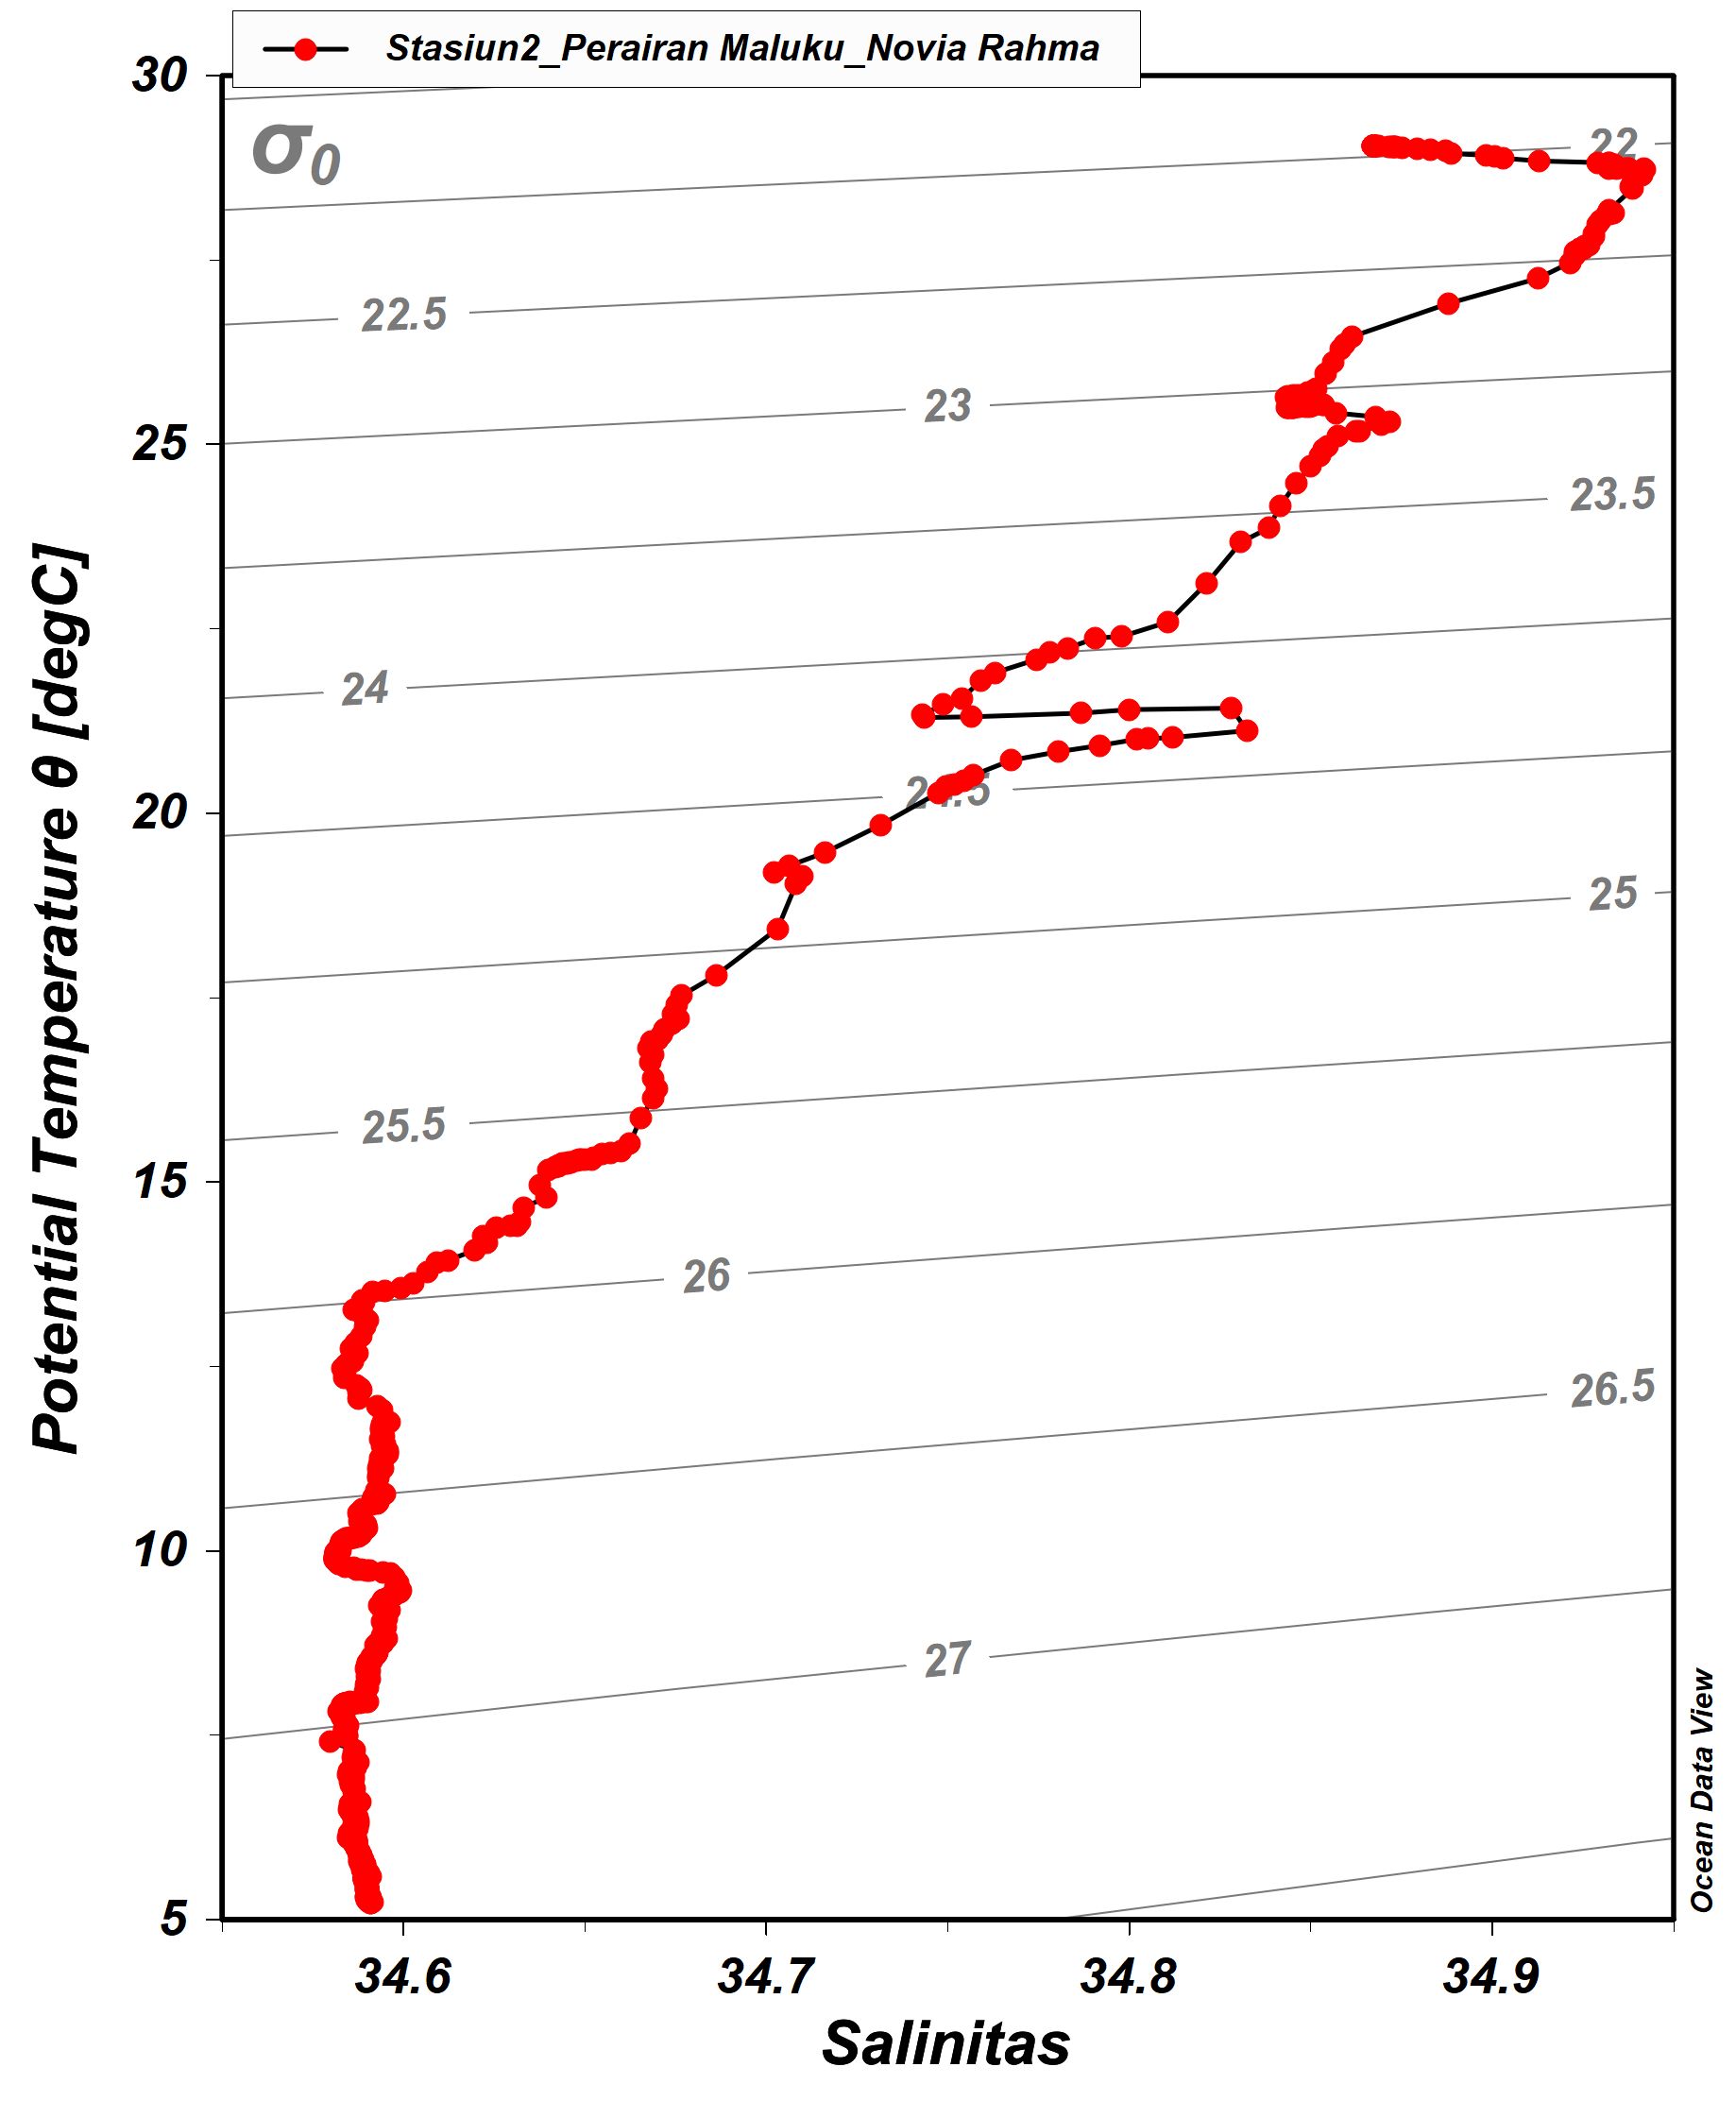 Stasiun2_Perairan Maluku_Novia Rahma
30
σ0
22
22.5
23
25
23.5
24
24.5
20
25
25.5
15
26
26.5
10
27
5
34.6 34.7 34.8 34.9
Salinitas
Potential Temperature θ [degC]
Ocean Data View